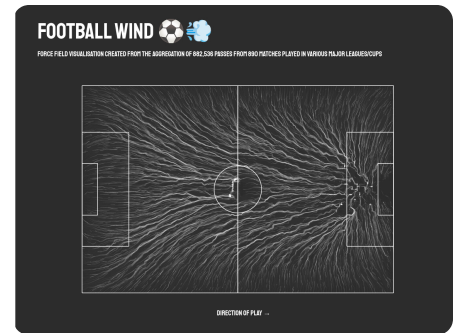 FOOTBALL WIND ⚽💨
FORCE FIELD VISUALISATION CREATED FROM THE AGGREGATION OF 882,536 PASSES FROM 890 MATCHES PLAYED IN VARIOUS MAJOR LEAGUES/CUPS
DIRECTION OF PLAY →